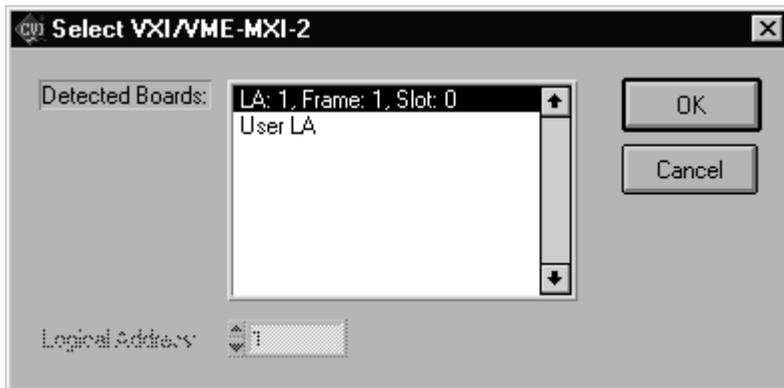 CVI Select VXI/VME-MXI-2
Detected Boards:
LA: 1, Frame: 1, Slot: 0
User LA
OK
Cancel
Logical Address:
1